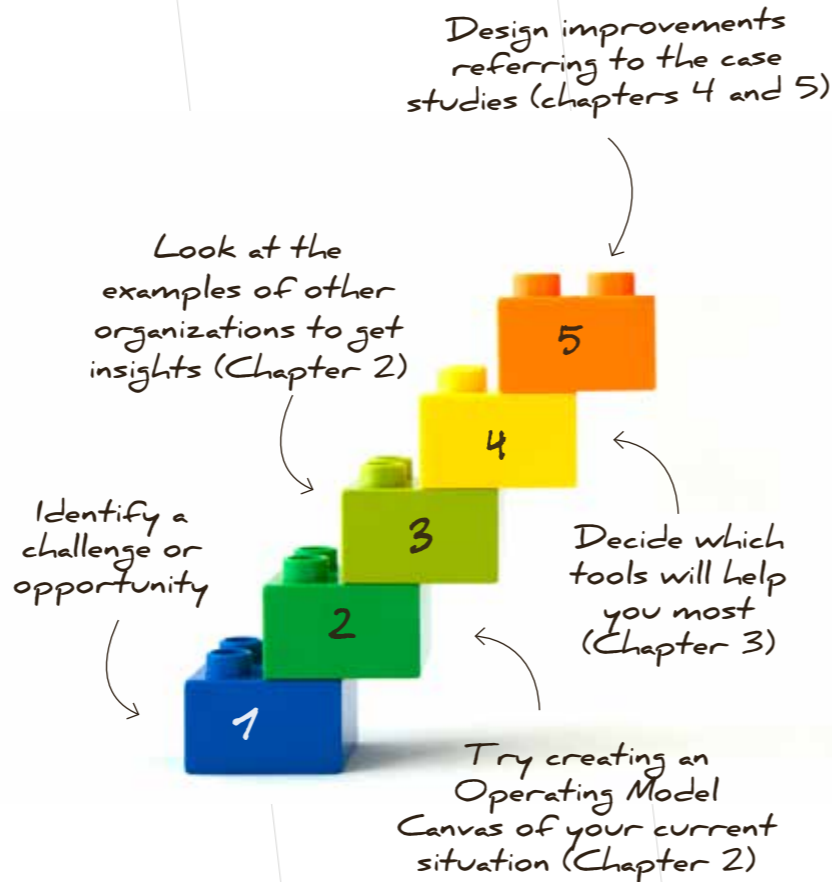 Design improvements
referring to the case
studies (chapters 4 and 5)
Look at the
examples of other
organizations to get
insights (Chapter 2)
5
4
Identify a
challenge or
opportunity
3
Decide which
tools will help
you most
(Chapter 3)
2
1
Try creating an
Operating Model
Canvas of your current
situation (Chapter 2)